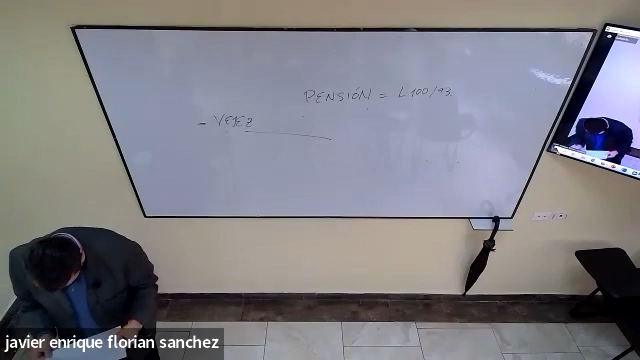 PENSIÓN = L 100/93.
- VEJEZ
javier enrique florian sanchez